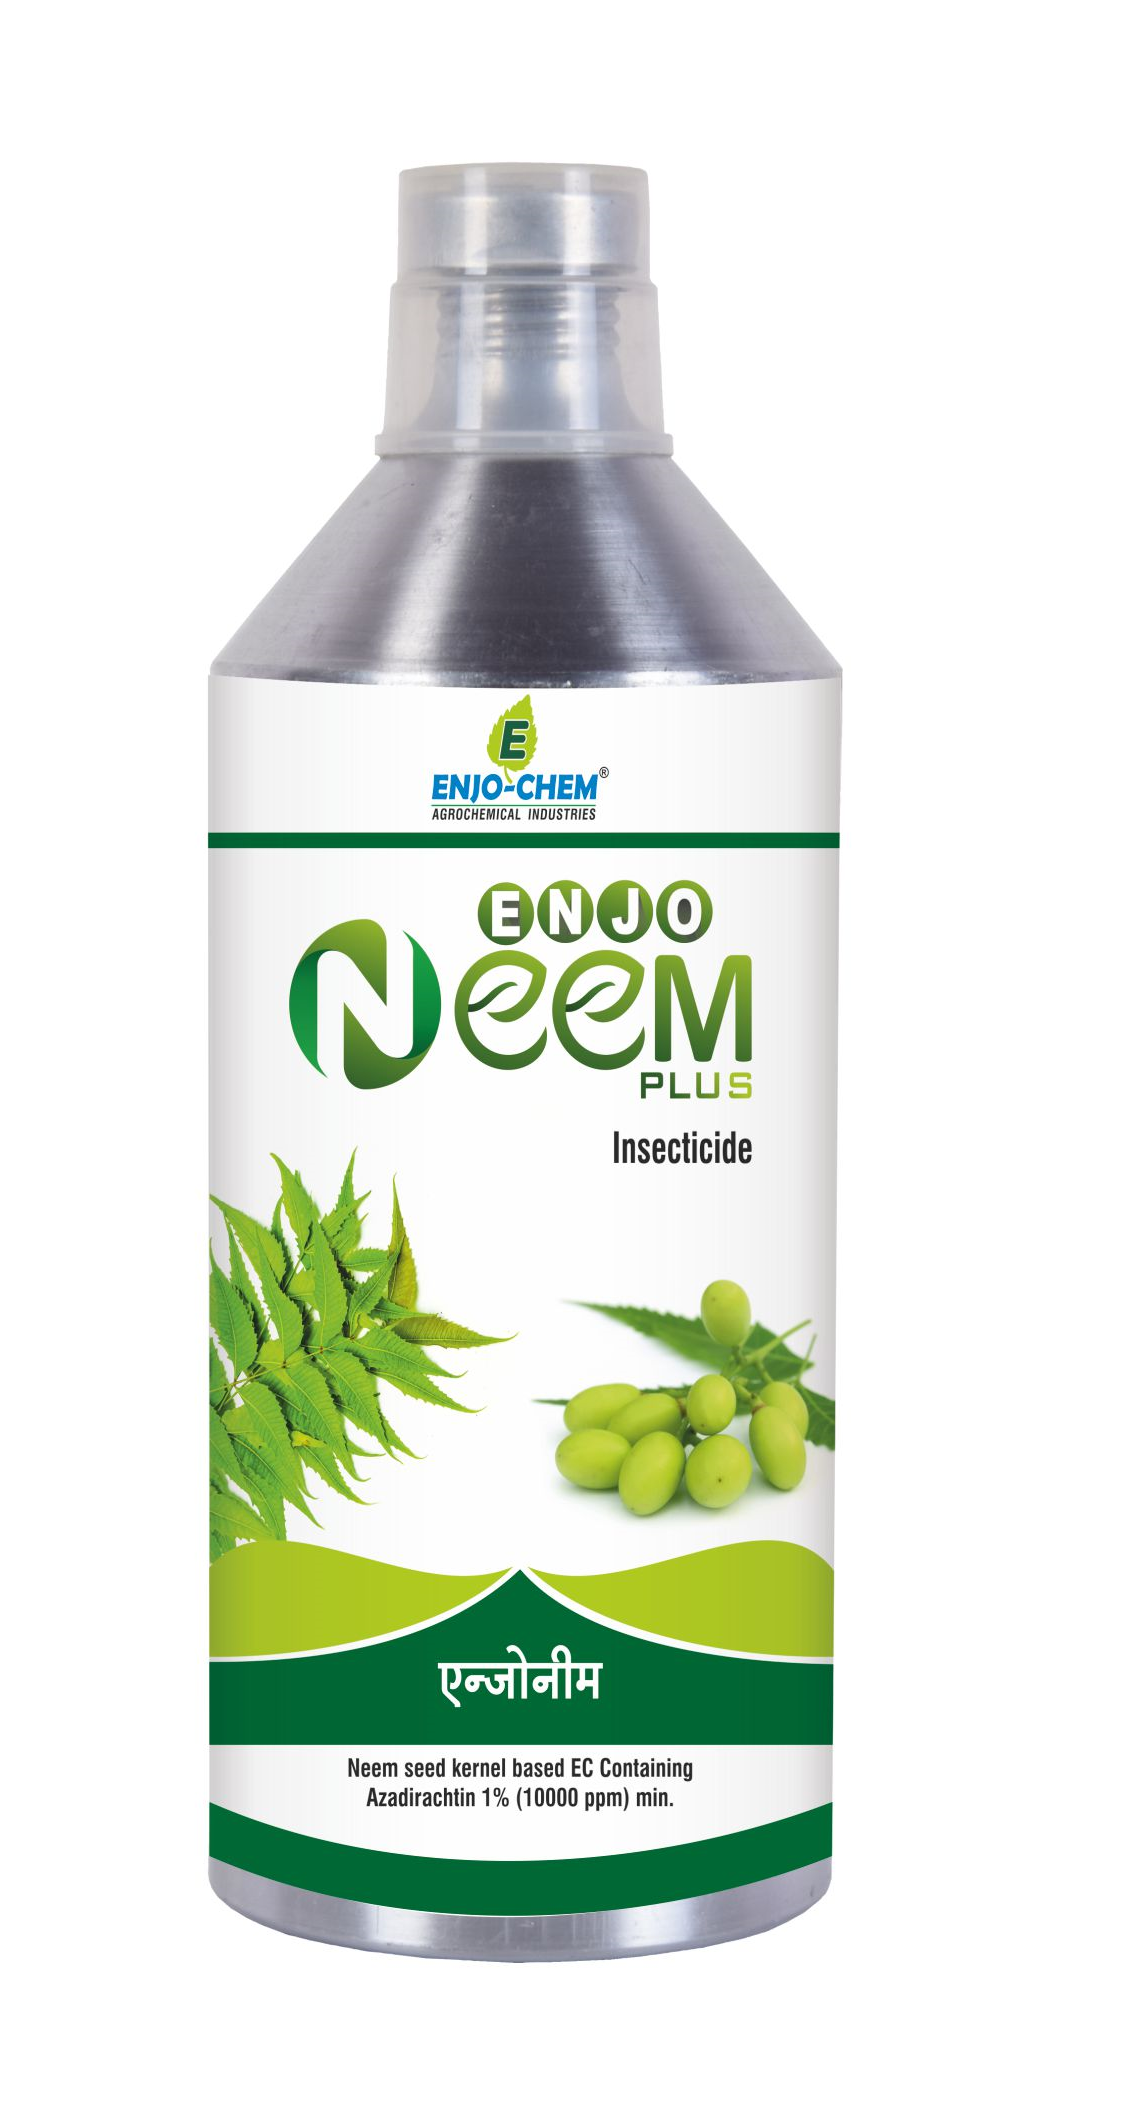 E
ENJO-CHEM®
AGROCHEMICAL INDUSTRIES
ENJO
NEEM
PLUS
Insecticide
एन्जोनीम
Neem seed kernel based EC Containing
Azadirachtin 1% (10000 ppm) min.